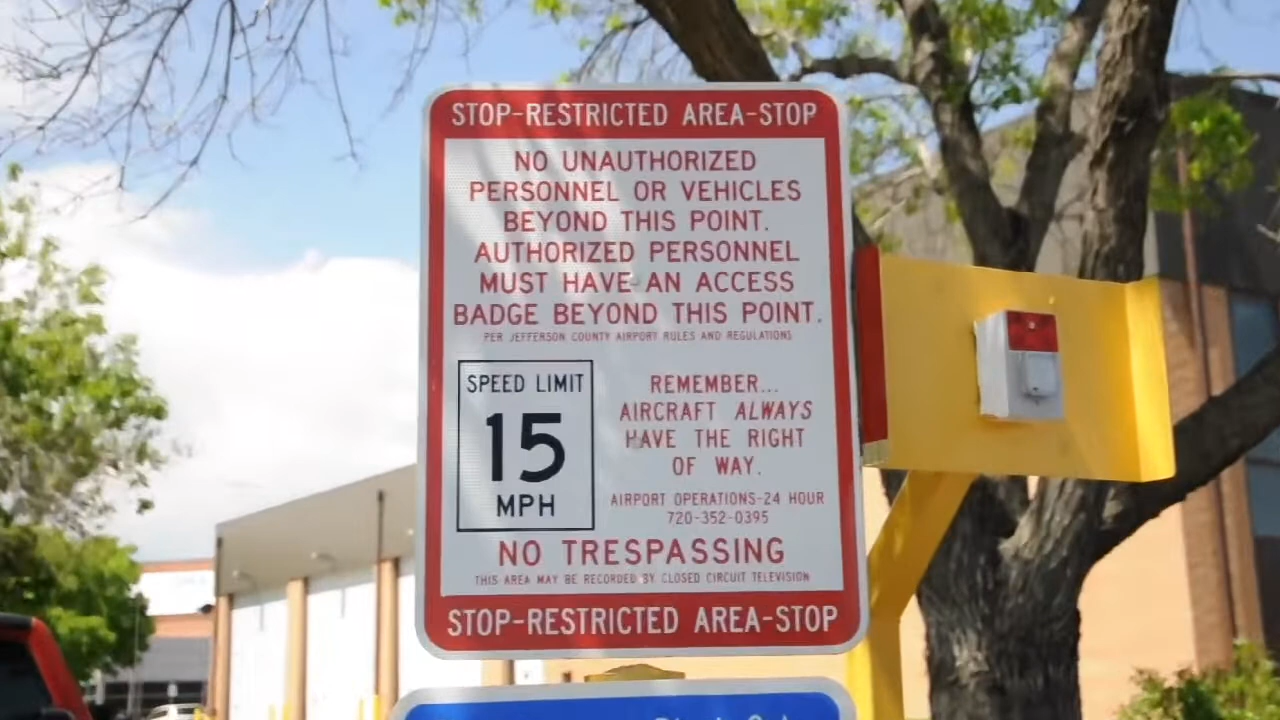 STOP-RESTRICTED AREA-STOP
NO UNAUTHORIZED
PERSONNEL OR VEHICLES
BEYOND THIS POINT.
AUTHORIZED PERSONNEL
MUST HAVE AN ACCESS
BADGE BEYOND THIS POINT.
PER JEFFERSON COUNTY AIRPORT RULES AND REGULATIONS
SPEED LIMIT
15
MPH
REMEMBER...
AIRCRAFT ALWAYS
HAVE THE RIGHT
OF WAY.
AIRPORT OPERATIONS-24 HOUR
720-352-0395
NO TRESPASSING
THIS AREA MAY BE RECORDED BY CLOSED CIRCUIT TELEVISION
STOP-RESTRICTED AREA-STOP